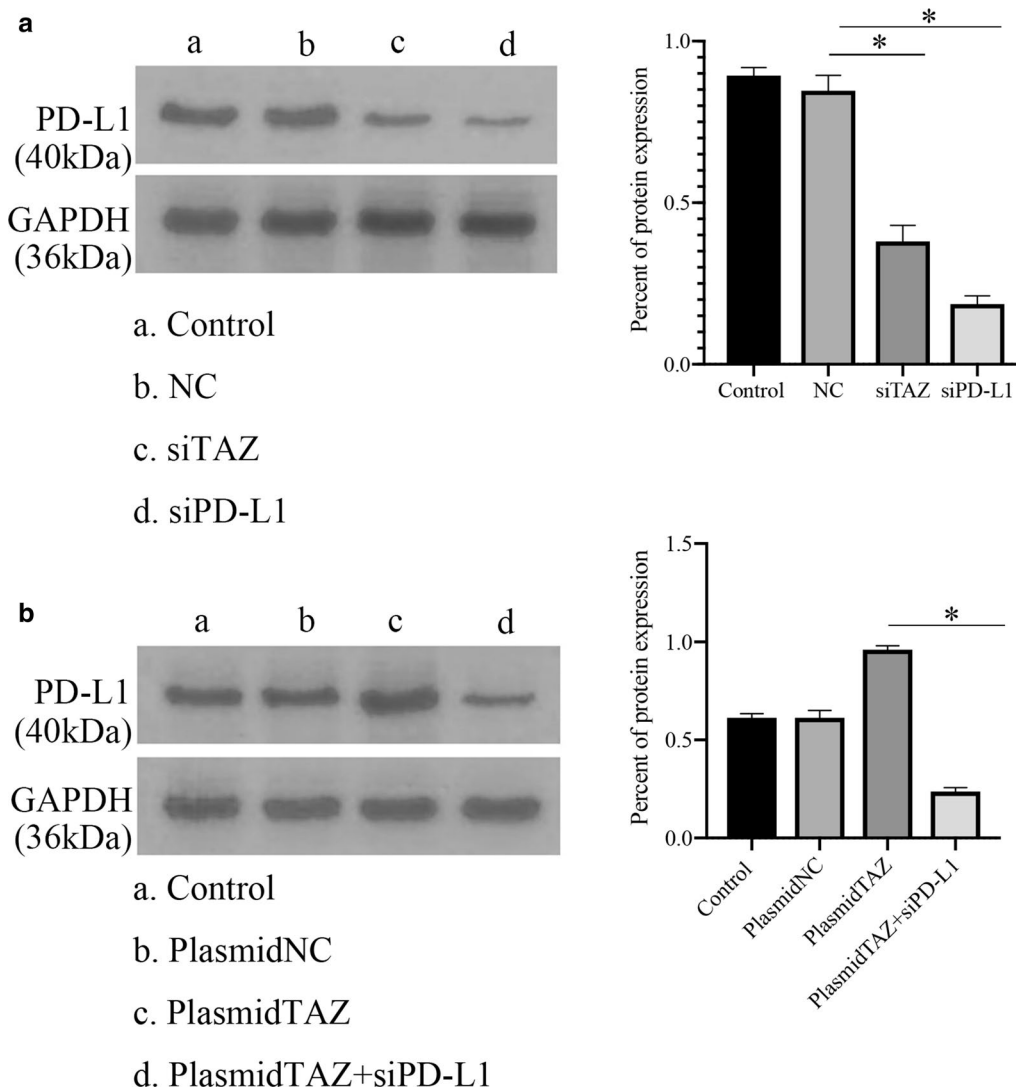 a
a b c d
PD-L1
(40kDa)
GAPDH
(36kDa)
a. Control
b. NC
c. siTAZ
d. siPD-L1
Percent of protein expression
1.0
0.5
0.0
*
*
Control NC siTAZ siPD-L1
b
a b c d
PD-L1
(40kDa)
GAPDH
(36kDa)
a. Control
b. PlasmidNC
c. PlasmidTAZ
d. PlasmidTAZ+siPD-L1
Percent of protein expression
1.5
1.0
0.5
0.0
*
Control
PlasmidNC
PlasmidTAZ
PlasmidTAZ+siPD-L1